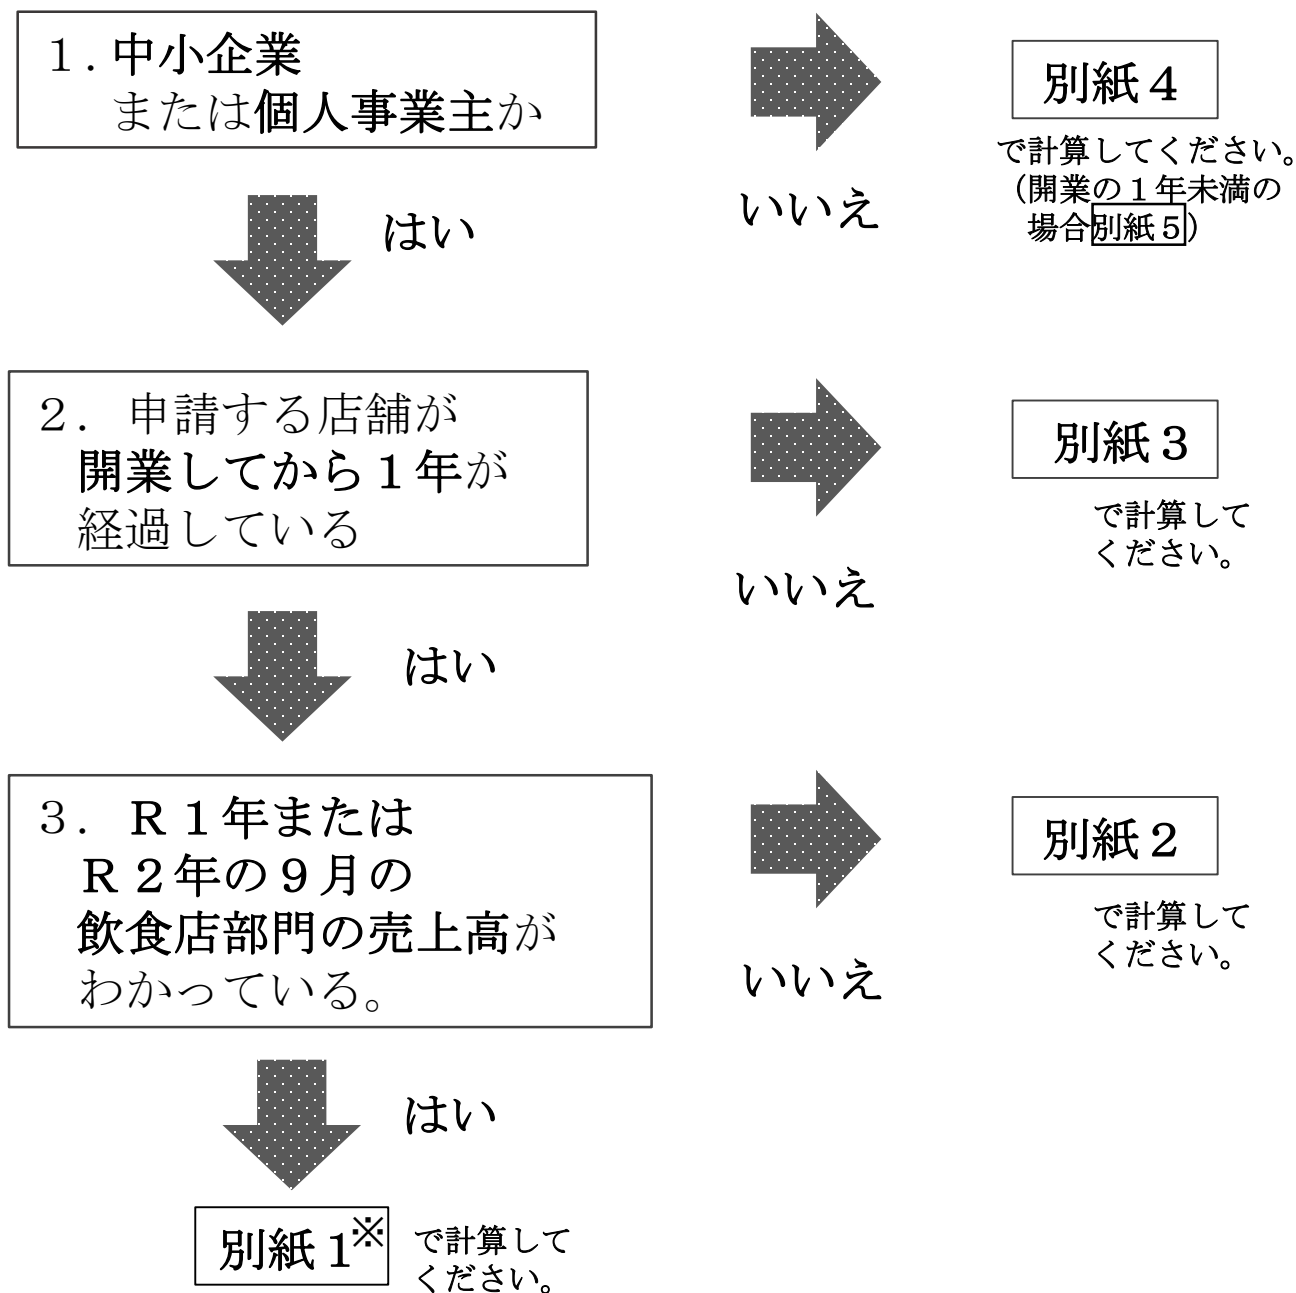 １. 中小企業
または個人事業主か
別紙４
で計算してください。
（開業の１年未満の
場合別紙５）
いいえ
はい
２．申請する店舗が
開業してから１年が
経過している
別紙３
で計算して
ください。
いいえ
はい
３．Ｒ１年または
Ｒ２年の９月の
飲食店部門の売上高が
わかっている。
別紙２
で計算して
ください。
いいえ
はい
別紙１※
で計算して
ください。